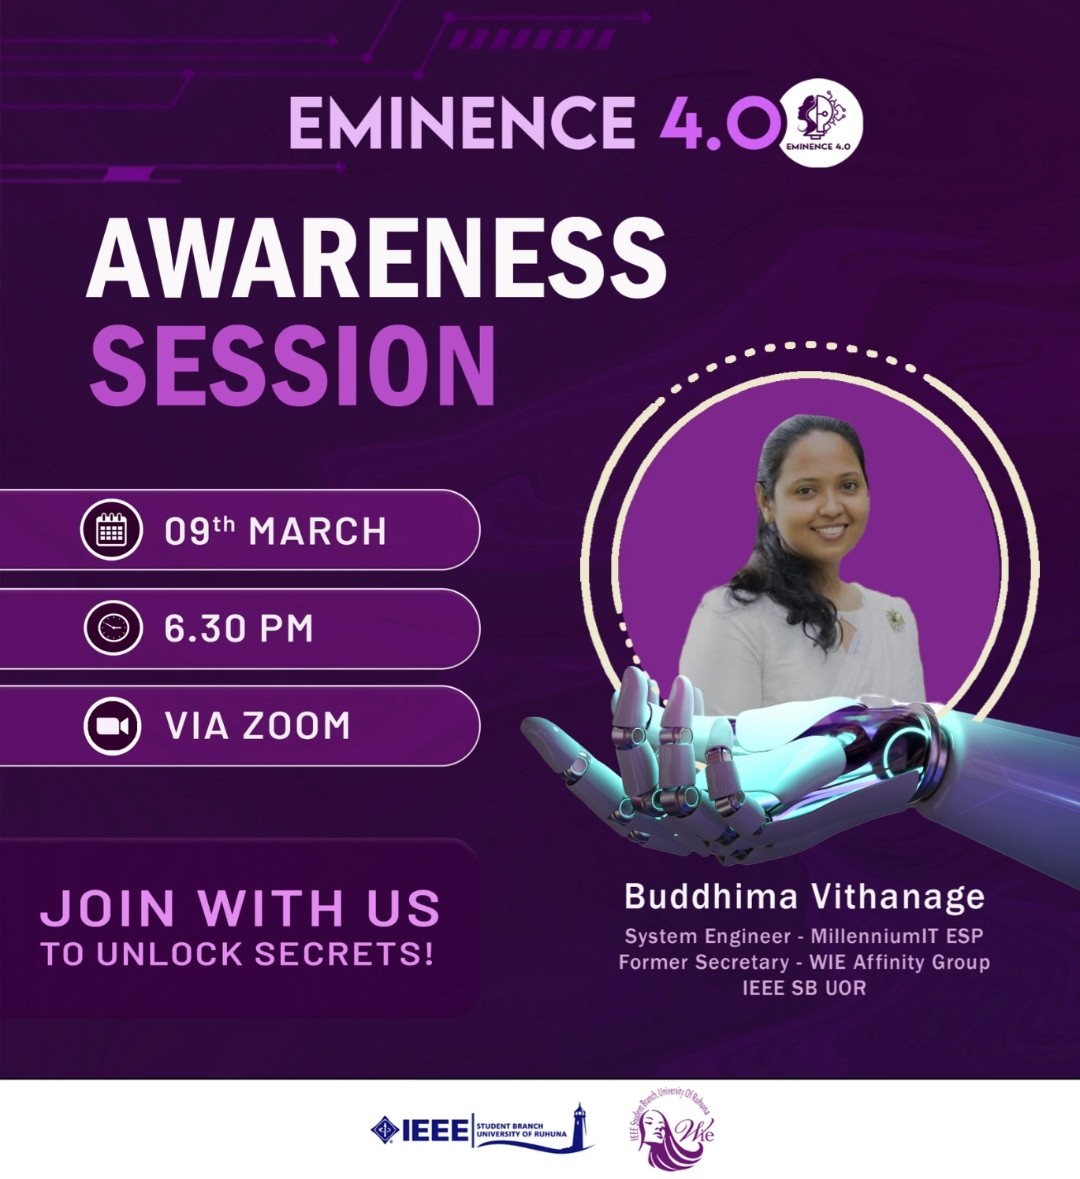 EMINENCE 4.0
EMINENCE 4.0
AWARENESS
SESSION
09th MARCH
6.30 PM
VIA ZOOM
JOIN WITH US
TO UNLOCK SECRETS!
Buddhima Vithanage
System Engineer - MillenniumIT ESP
Former Secretary - WIE Affinity Group
IEEE SB UOR
IEEE
STUDENT BRANCH
UNIVERSITY OF RUHUNA
IEEE Student Branch, University Of Ruhuna
Wie